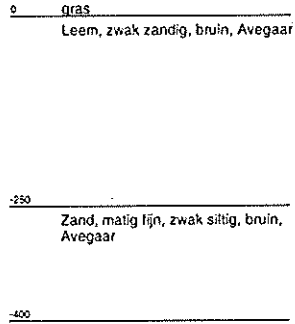 0 gras
Leem, zwak zandig, bruin, Avegaar
-250
Zand, matig fijn, zwak siltig, bruin,
Avegaar
-400